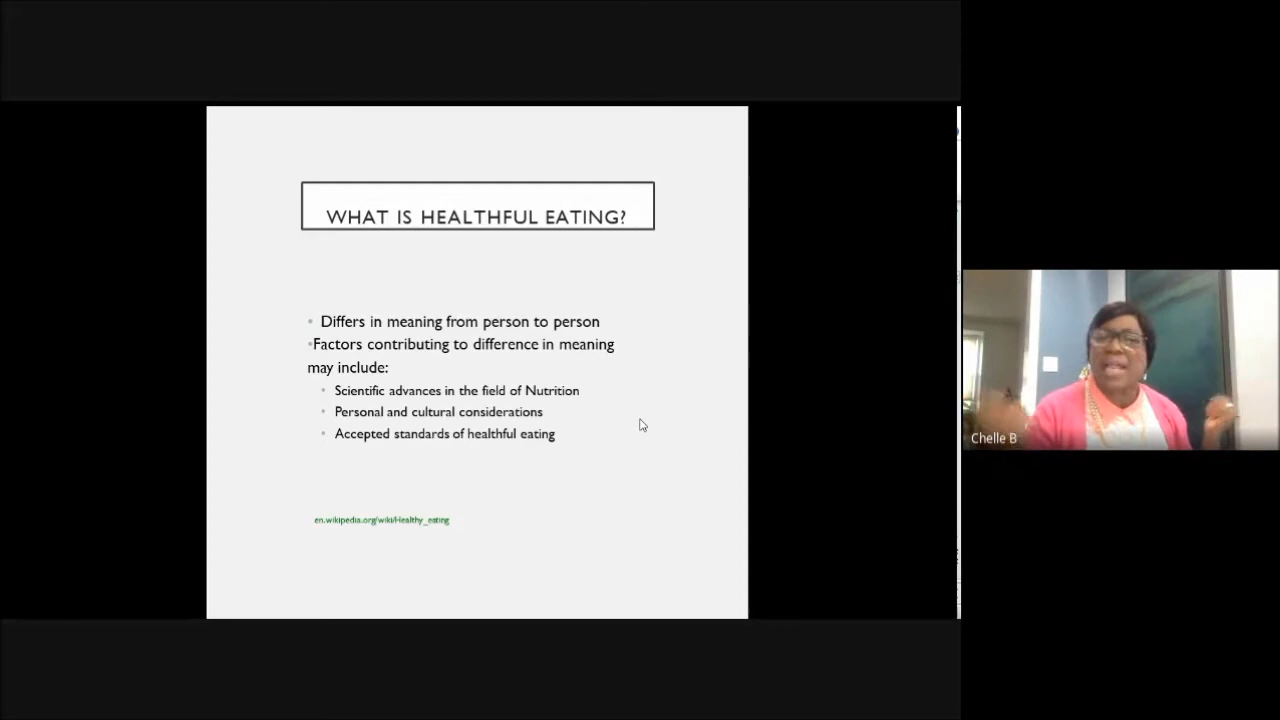 WHAT IS HEALTHFUL EATING?
• Differs in meaning from person to person
•Factors contributing to difference in meaning
may include:
• Scientific advances in the field of Nutrition
• Personal and cultural considerations
• Accepted standards of healthful eating
en.wikipedia.org/wiki/Healthy_eating
Chelle B